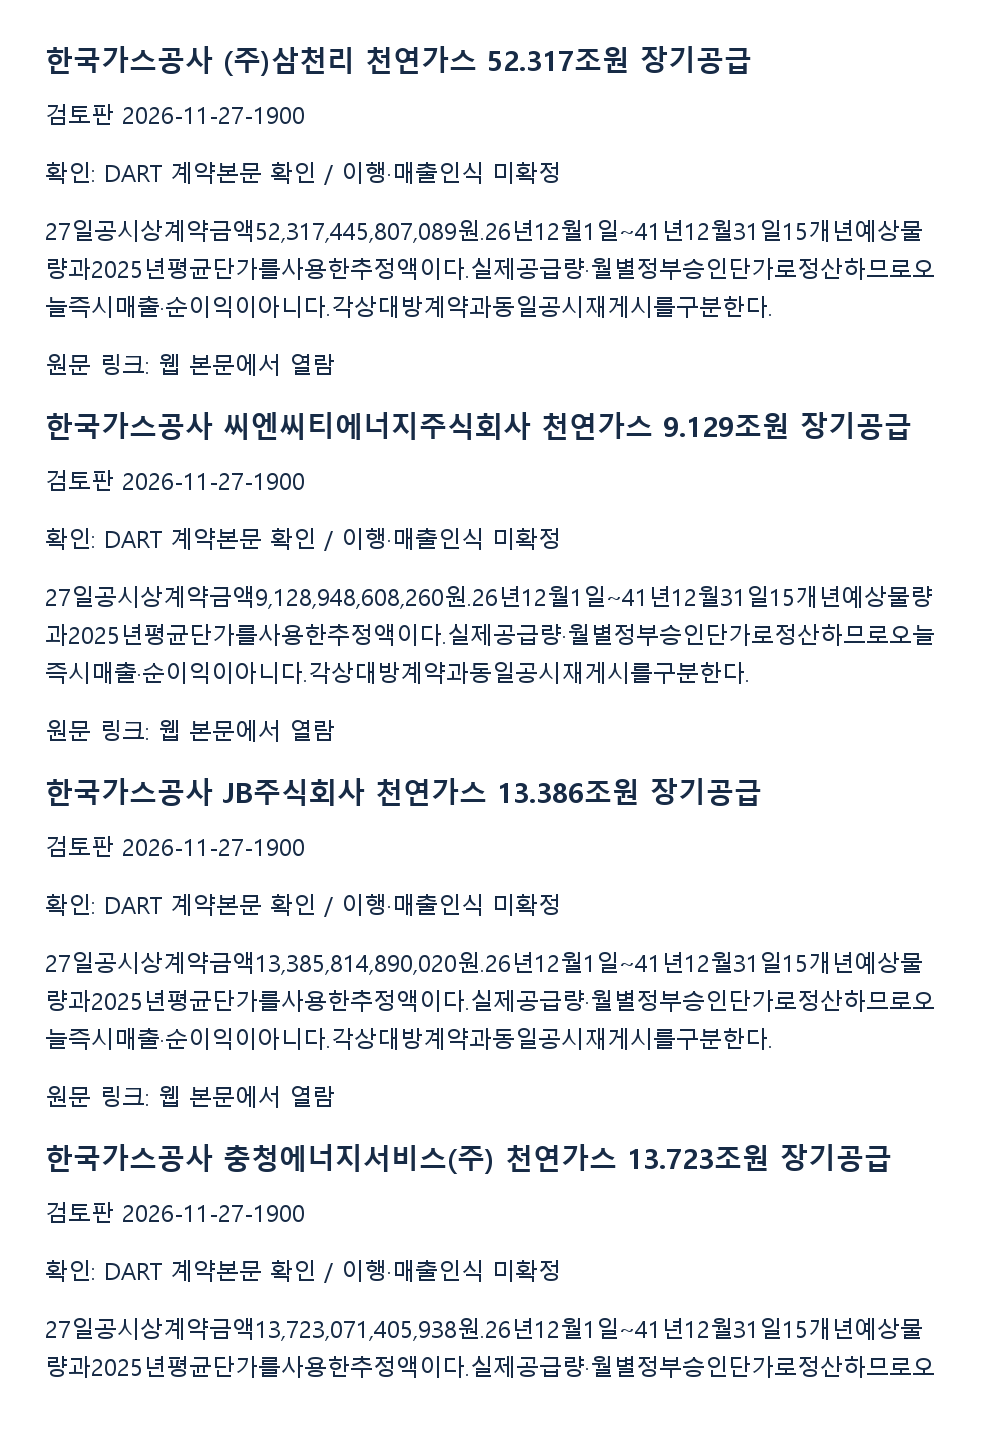 한국가스공사 (주)삼천리 천연가스 52.317조원 장기공급
검토판 2026-11-27-1900
확인: DART 계약본문 확인 / 이행·매출인식 미확정
27일공시상계약금액52,317,445,807,089원.26년12월1일~41년12월31일15개년예상물
량과2025년평균단가를사용한추정액이다.실제공급량·월별정부승인단가로정산하므로오
늘즉시매출·순이익이아니다.각상대방계약과동일공시재게시를구분한다.
원문 링크: 웹 본문에서 열람
한국가스공사 씨엔씨티에너지주식회사 천연가스 9.129조원 장기공급
검토판 2026-11-27-1900
확인: DART 계약본문 확인 / 이행·매출인식 미확정
27일공시상계약금액9,128,948,608,260원.26년12월1일~41년12월31일15개년예상물량
과2025년평균단가를사용한추정액이다.실제공급량·월별정부승인단가로정산하므로오늘
즉시매출·순이익이아니다.각상대방계약과동일공시재게시를구분한다.
원문 링크: 웹 본문에서 열람
한국가스공사 JB주식회사 천연가스 13.386조원 장기공급
검토판 2026-11-27-1900
확인: DART 계약본문 확인 / 이행·매출인식 미확정
27일공시상계약금액13,385,814,890,020원.26년12월1일~41년12월31일15개년예상물
량과2025년평균단가를사용한추정액이다.실제공급량·월별정부승인단가로정산하므로오
늘즉시매출·순이익이아니다.각상대방계약과동일공시재게시를구분한다.
원문 링크: 웹 본문에서 열람
한국가스공사 충청에너지서비스(주) 천연가스 13.723조원 장기공급
검토판 2026-11-27-1900
확인: DART 계약본문 확인 / 이행·매출인식 미확정
27일공시상계약금액13,723,071,405,938원.26년12월1일~41년12월31일15개년예상물
량과2025년평균단가를사용한추정액이다.실제공급량·월별정부승인단가로정산하므로오